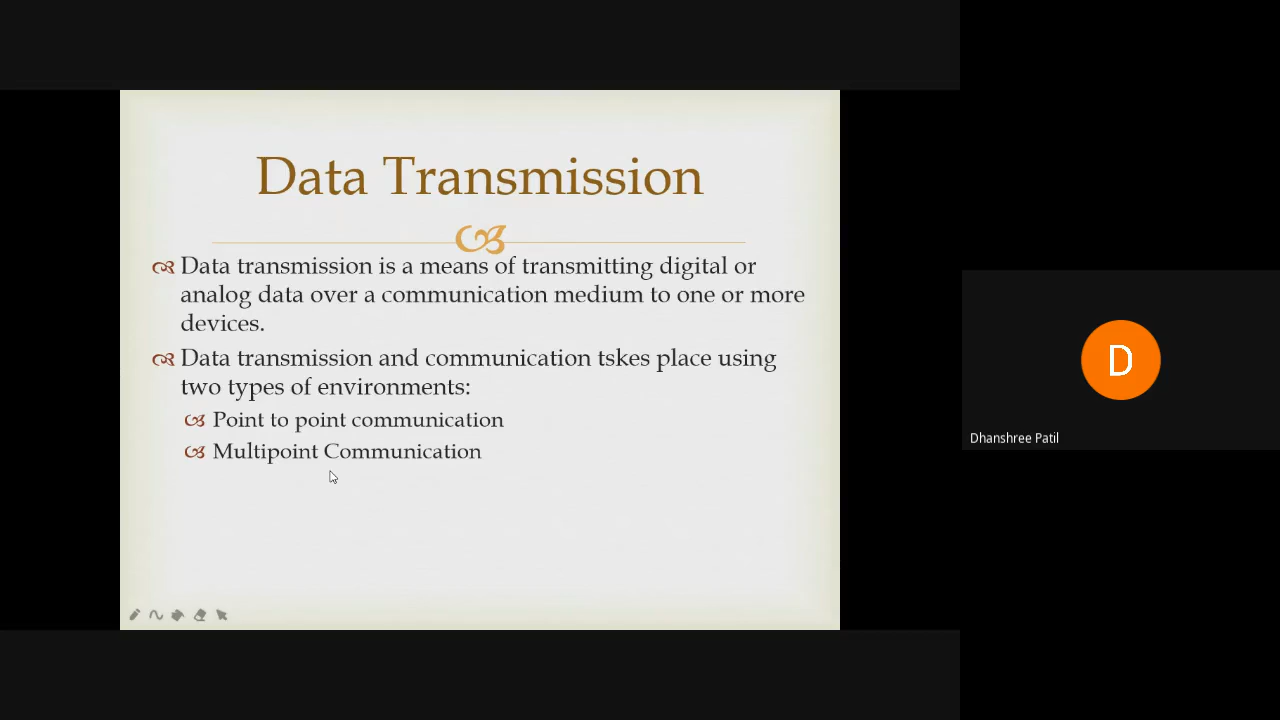 Data Transmission
Data transmission is a means of transmitting digital or
analog data over a communication medium to one or more
devices.
Data transmission and communication tskes place using
two types of environments:
Point to point communication
Multipoint Communication
D
Dhanshree Patil